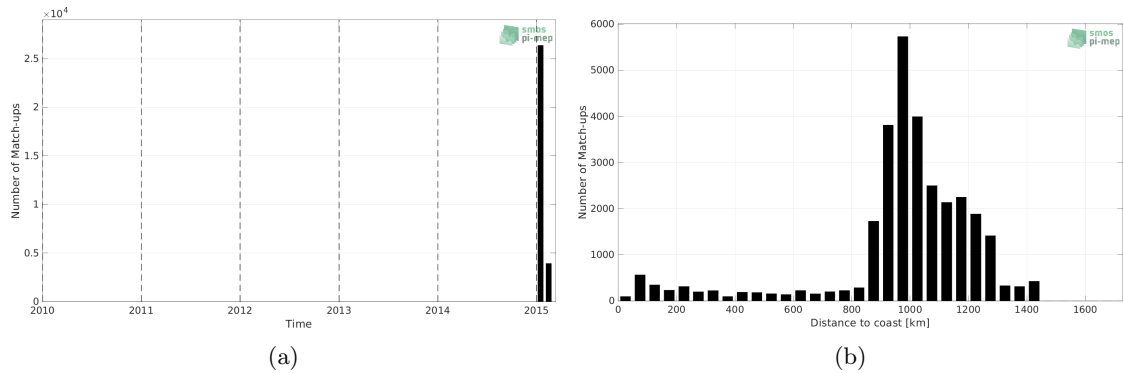 ×10⁴
smos
pi-mep
2.5
2
1.5
1
0.5
0
Number of Match-ups
2010 2011 2012 2013 2014 2015
Time
(a)
smos
pi-mep
6000
5000
4000
3000
2000
1000
0
Number of Match-ups
0 200 400 600 800 1000 1200 1400 1600
Distance to coast [km]
(b)